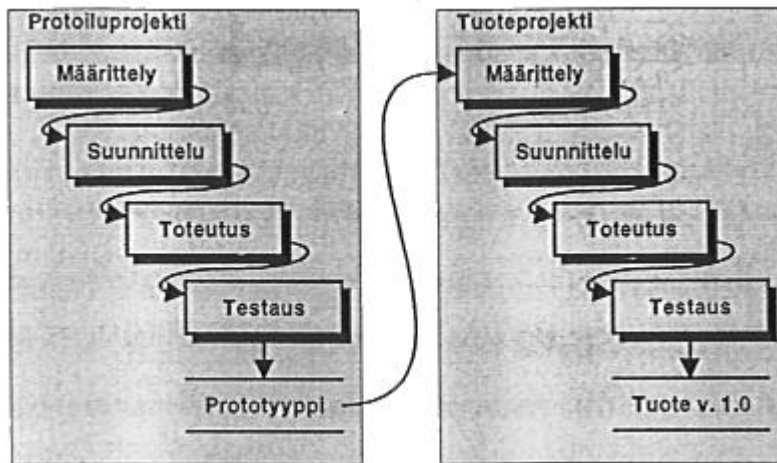 Protoiluprojekti
Määrittely
Suunnittelu
Toteutus
Testaus
Prototyyppi
Tuoteprojekti
Määrittely
Suunnittelu
Toteutus
Testaus
Tuote v. 1.0